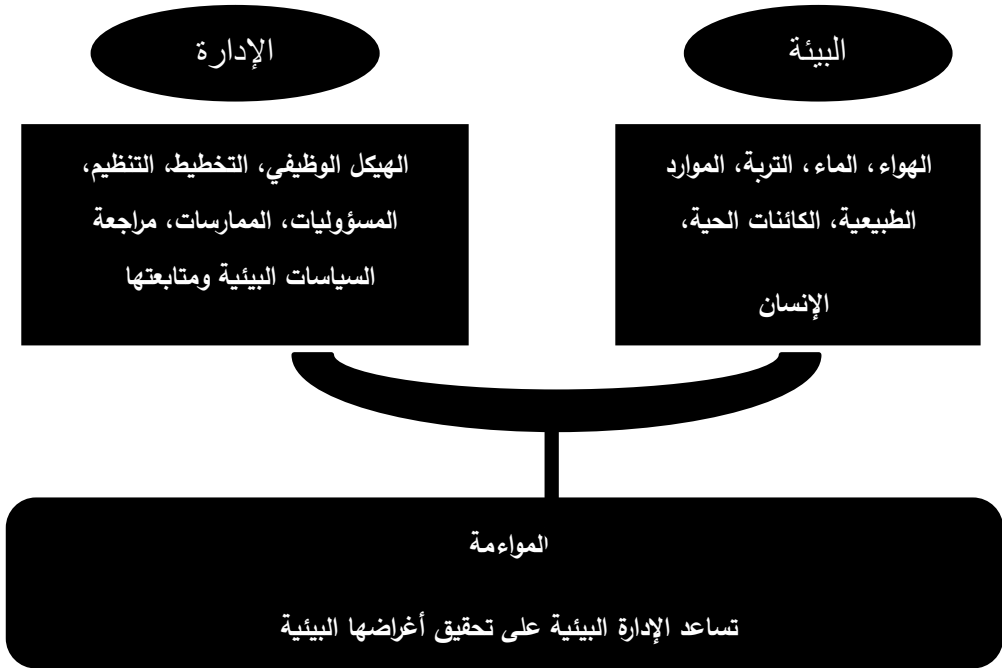 البيئة
الإدارة
الهواء، الماء، التربة، الموارد
الطبيعية، الكائنات الحية،
الإنسان
الهيكل الوظيفي، التخطيط، التنظيم،
المسؤوليات، الممارسات، مراجعة
السياسات البيئية ومتابعتها
المواءمة
تساعد الإدارة البيئية على تحقيق أغراضها البيئية